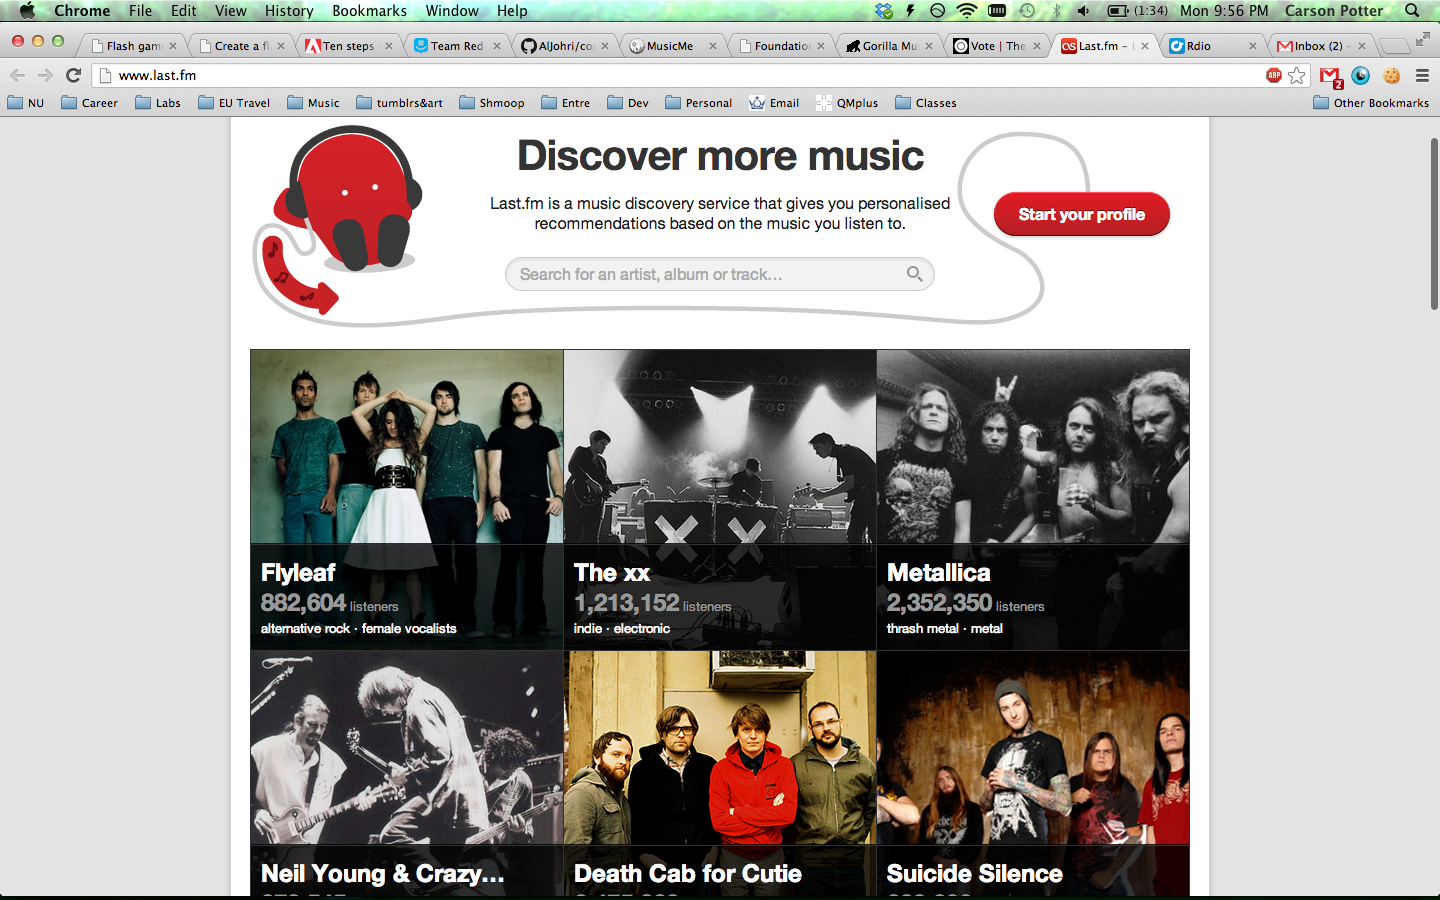 Chrome File Edit View History Bookmarks Window Help (1:34) Mon 9:56 PM Carson Potter
Flash gam Create a f Ten steps Team Red AlJohri/co MusicMe Foundation Gorilla Mu Vote | The Last.fm – Rdio Inbox (2) –
www.last.fm ABP 2
NU Career Labs EU Travel Music tumblrs&art Shmoop Entre Dev Personal Email QMplus Classes Other Bookmarks
Discover more music
Last.fm is a music discovery service that gives you personalised
recommendations based on the music you listen to.
Start your profile
Search for an artist, album or track...
Flyleaf
882,604 listeners
alternative rock · female vocalists
The xx
1,213,152 listeners
indie · electronic
Metallica
2,352,350 listeners
thrash metal · metal
Neil Young & Crazy...
Death Cab for Cutie
Suicide Silence